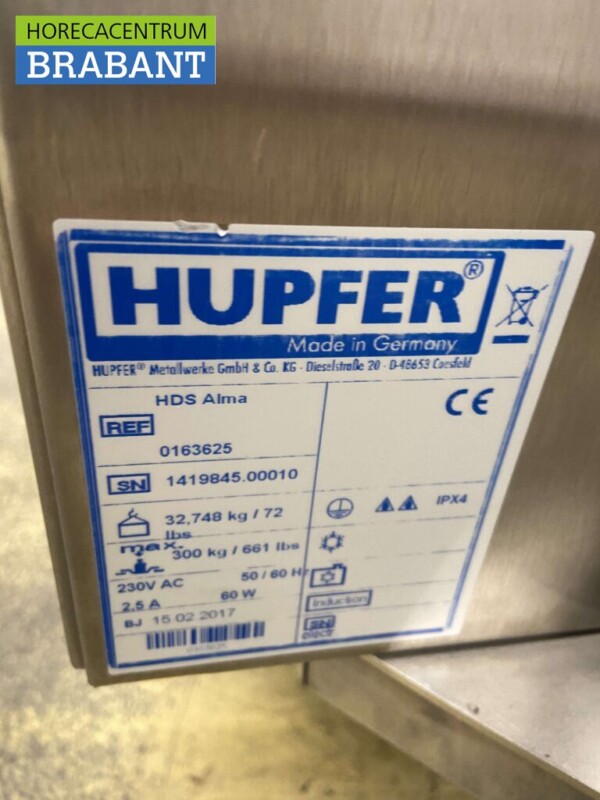 HORECACENTRUM
BRABANT
HUPFER®
Made in Germany
HUPFER® Metallwerke GmbH & Co. KG · Dieselstraße 20 · D-48653 Coesfeld
HDS Alma
REF
0163625
SN 1419845.00010
32,748 kg / 72
lbs
max. 300 kg / 661 lbs
230V AC 50 / 60 Hz
2,5 A 60 W
BJ 15 02 2017
CE
IPX4
Induction
SN
electr